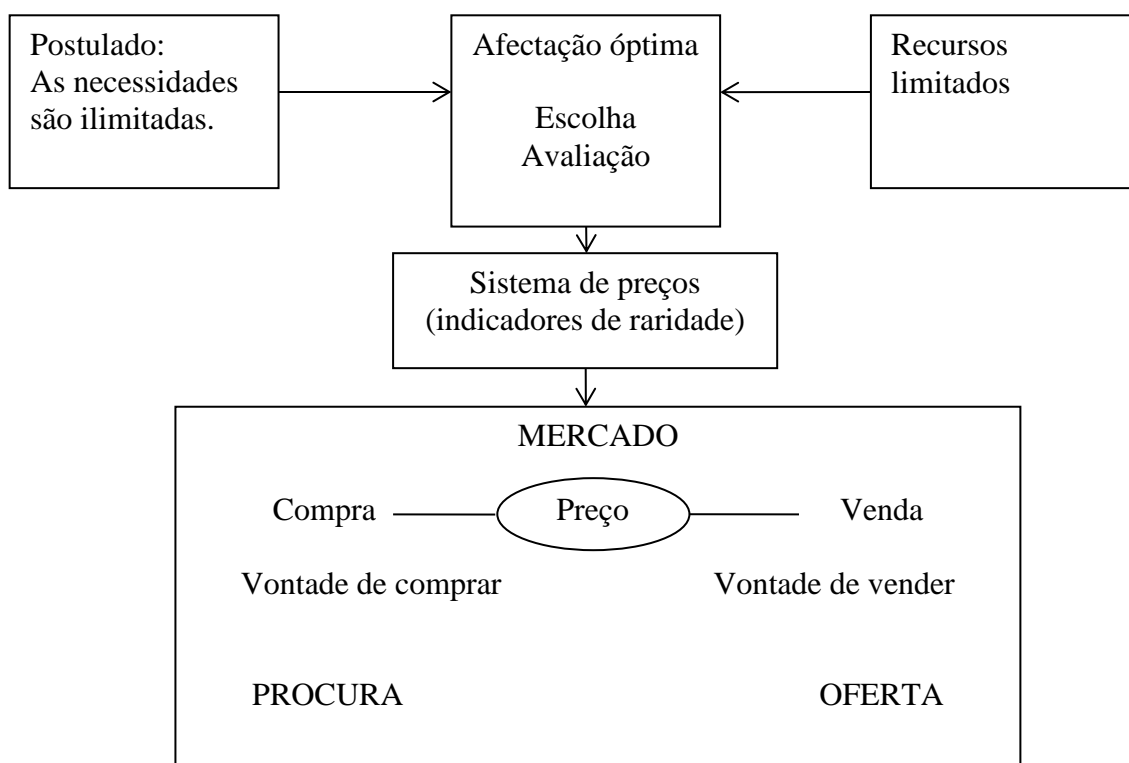 Postulado:
As necessidades
são ilimitadas.
Afectação óptima
Escolha
Avaliação
Recursos
limitados
Sistema de preços
(indicadores de raridade)
MERCADO
Compra
Preço
Venda
Vontade de comprar
Vontade de vender
PROCURA
OFERTA